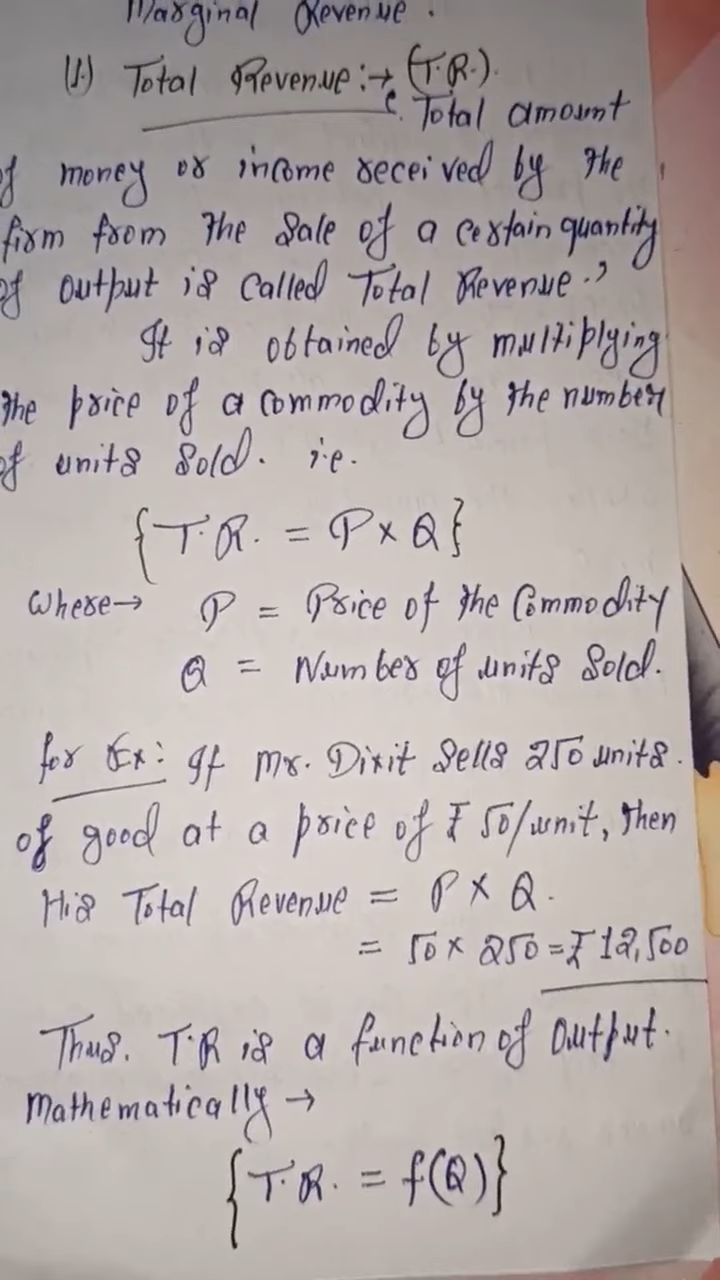 Marginal Revenue.
(1.) Total Revenue:→ (T.R.)
Total amount
of money or income received by the
firm from the sale of a certain quantity
of output is called Total Revenue.,
It is obtained by multiplying
the price of a commodity by the number
of units sold. i.e.
{T.R. = P × Q}
Where→ P = Price of the Commodity
Q = Number of units sold.
for Ex: If Mr. Dixit sells 250 units.
of good at a price of ₹ 50/unit, then
His Total Revenue = P × Q.
= 50 × 250 = ₹ 12,500
Thus. T.R is a function of output.
Mathematically →
{T.R. = f(Q)}